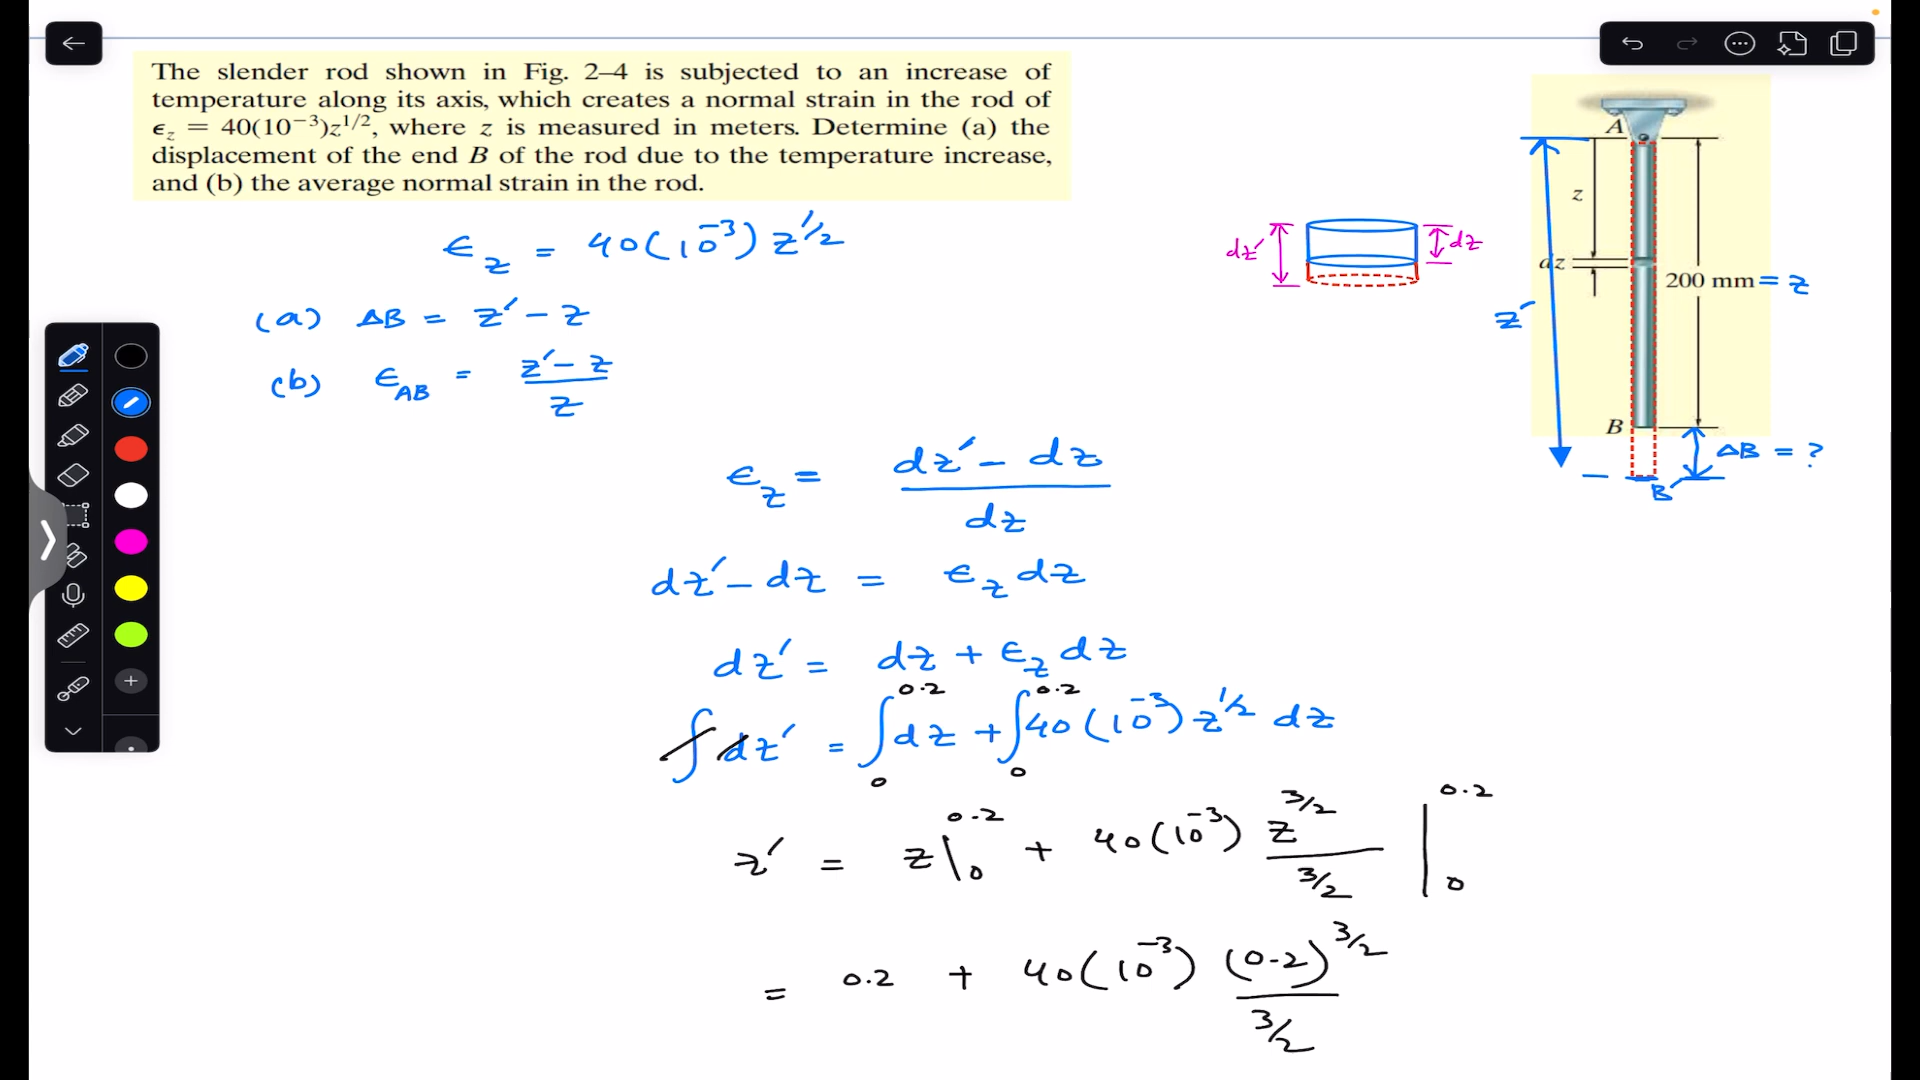 The slender rod shown in Fig. 2–4 is subjected to an increase of
temperature along its axis, which creates a normal strain in the rod of
ϵz = 40(10⁻³)z^1/2, where z is measured in meters. Determine (a) the
displacement of the end B of the rod due to the temperature increase,
and (b) the average normal strain in the rod.
ϵz = 40(10⁻³) z^1/2
(a) ΔB = z′ − z
(b) ϵAB = (z′ − z)/z
ϵz = (dz′ − dz)/dz
dz′ − dz = ϵz dz
dz′ = dz + ϵz dz
∫dz′ = ∫₀^0.2 dz + ∫₀^0.2 40(10⁻³) z^1/2 dz
z′ = z|₀^0.2 + 40(10⁻³) z^3/2 / 3/2 |₀^0.2
= 0.2 + 40(10⁻³) (0.2)^3/2 / 3/2
dz′
dz
A
z
dz
200 mm = z
z′
B
ΔB = ?
B′